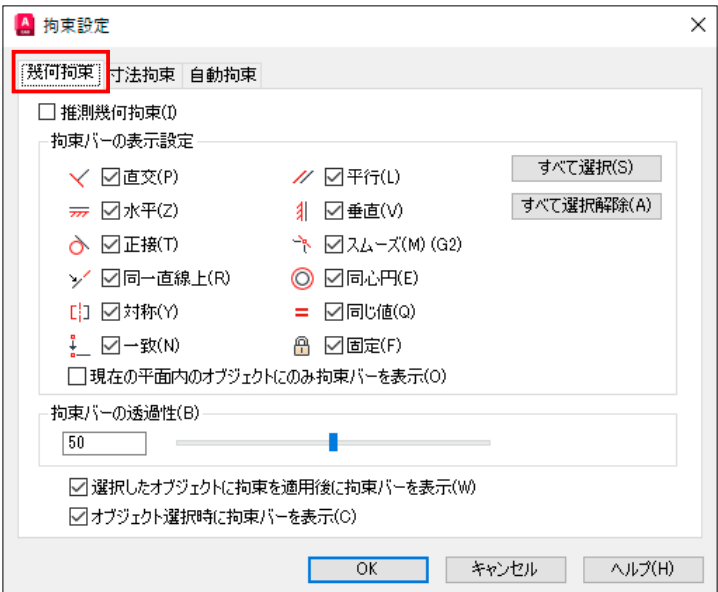 A CAD 拘束設定
幾何拘束 寸法拘束 自動拘束
推測幾何拘束(I)
拘束バーの表示設定
直交(P) 平行(L) すべて選択(S)
水平(Z) 垂直(V) すべて選択解除(A)
正接(T) スムーズ(M) (G2)
同一直線上(R) 同心円(E)
対称(Y) 同じ値(Q)
一致(N) 固定(F)
現在の平面内のオブジェクトにのみ拘束バーを表示(O)
拘束バーの透過性(B)
50
選択したオブジェクトに拘束を適用後に拘束バーを表示(W)
オブジェクト選択時に拘束バーを表示(C)
OK キャンセル ヘルプ(H)